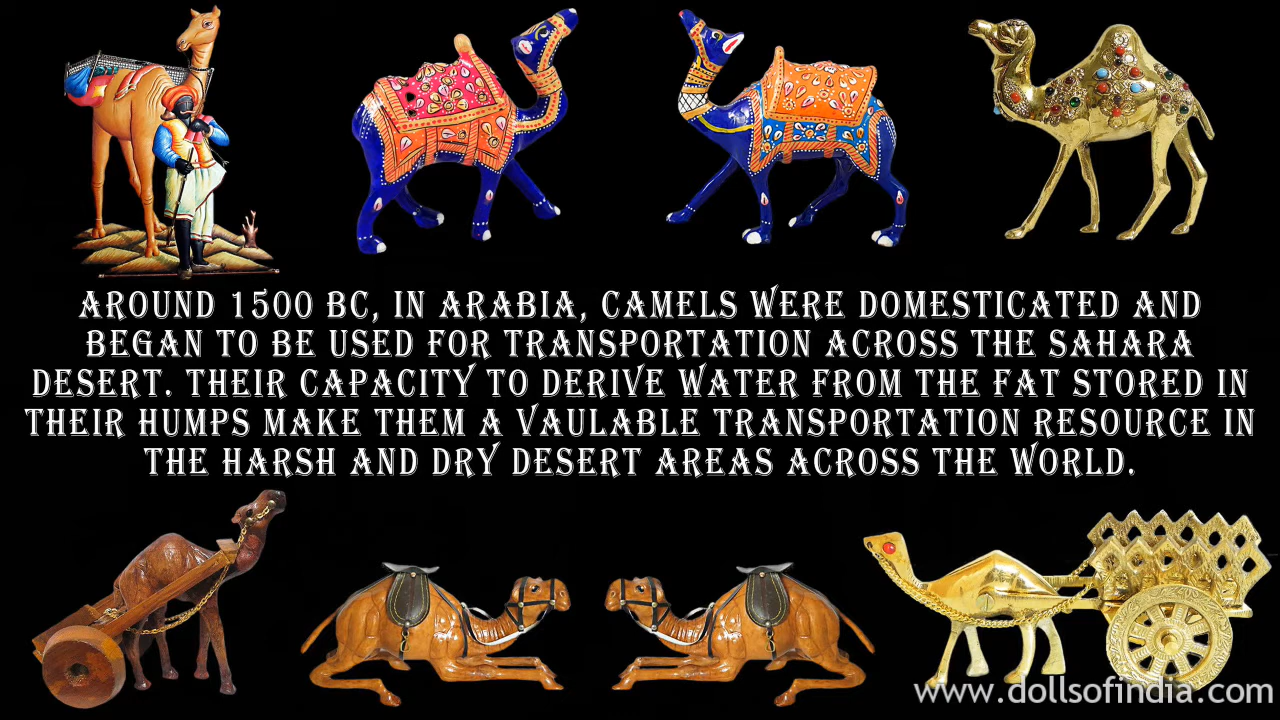 AROUND 1500 BC, IN ARABIA, CAMELS WERE DOMESTICATED AND
BEGAN TO BE USED FOR TRANSPORTATION ACROSS THE SAHARA
DESERT. THEIR CAPACITY TO DERIVE WATER FROM THE FAT STORED IN
THEIR HUMPS MAKE THEM A VAULABLE TRANSPORTATION RESOURCE IN
THE HARSH AND DRY DESERT AREAS ACROSS THE WORLD.
www.dollsofindia.com